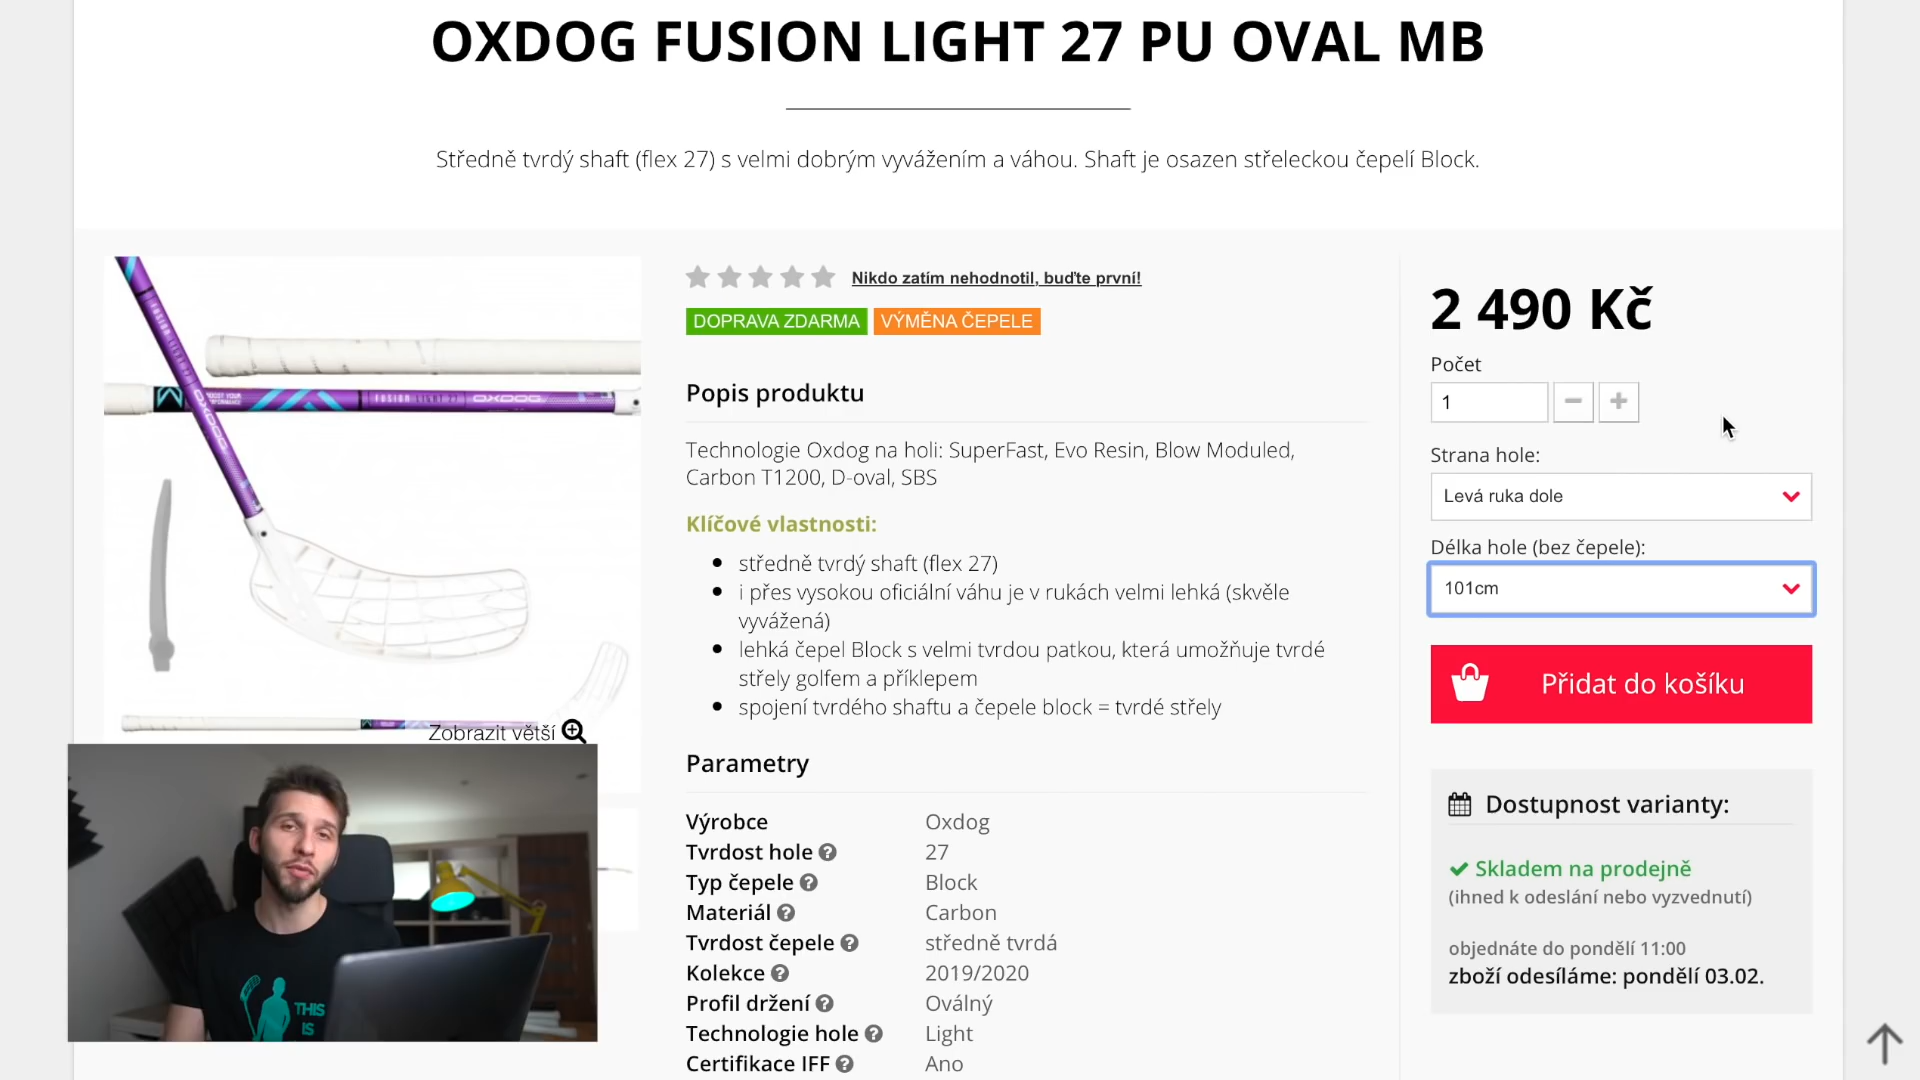 OXDOG FUSION LIGHT 27 PU OVAL MB
Středně tvrdý shaft (flex 27) s velmi dobrým vyvážením a váhou. Shaft je osazen střeleckou čepelí Block.
FUSION LIGHT 27 OXDOG
OXDOG
Zobrazit větší
Nikdo zatím nehodnotil, buďte první!
DOPRAVA ZDARMA VÝMĚNA ČEPELE
Popis produktu
Technologie Oxdog na holi: SuperFast, Evo Resin, Blow Moduled,
Carbon T1200, D-oval, SBS
Klíčové vlastnosti:
středně tvrdý shaft (flex 27)
i přes vysokou oficiální váhu je v rukách velmi lehká (skvěle
vyvážená)
lehká čepel Block s velmi tvrdou patkou, která umožňuje tvrdé
střely golfem a příklepem
spojení tvrdého shaftu a čepele block = tvrdé střely
Parametry
Výrobce Oxdog
Tvrdost hole ? 27
Typ čepele ? Block
Materiál ? Carbon
Tvrdost čepele ? středně tvrdá
Kolekce ? 2019/2020
Profil držení ? Oválný
Technologie hole ? Light
Certifikace IFF ? Ano
2 490 Kč
Počet
1
Strana hole:
Levá ruka dole
Délka hole (bez čepele):
101cm
Přidat do košíku
Dostupnost varianty:
Skladem na prodejně
(ihned k odeslání nebo vyzvednutí)
objednáte do pondělí 11:00
zboží odesíláme: pondělí 03.02.
THIS
IS